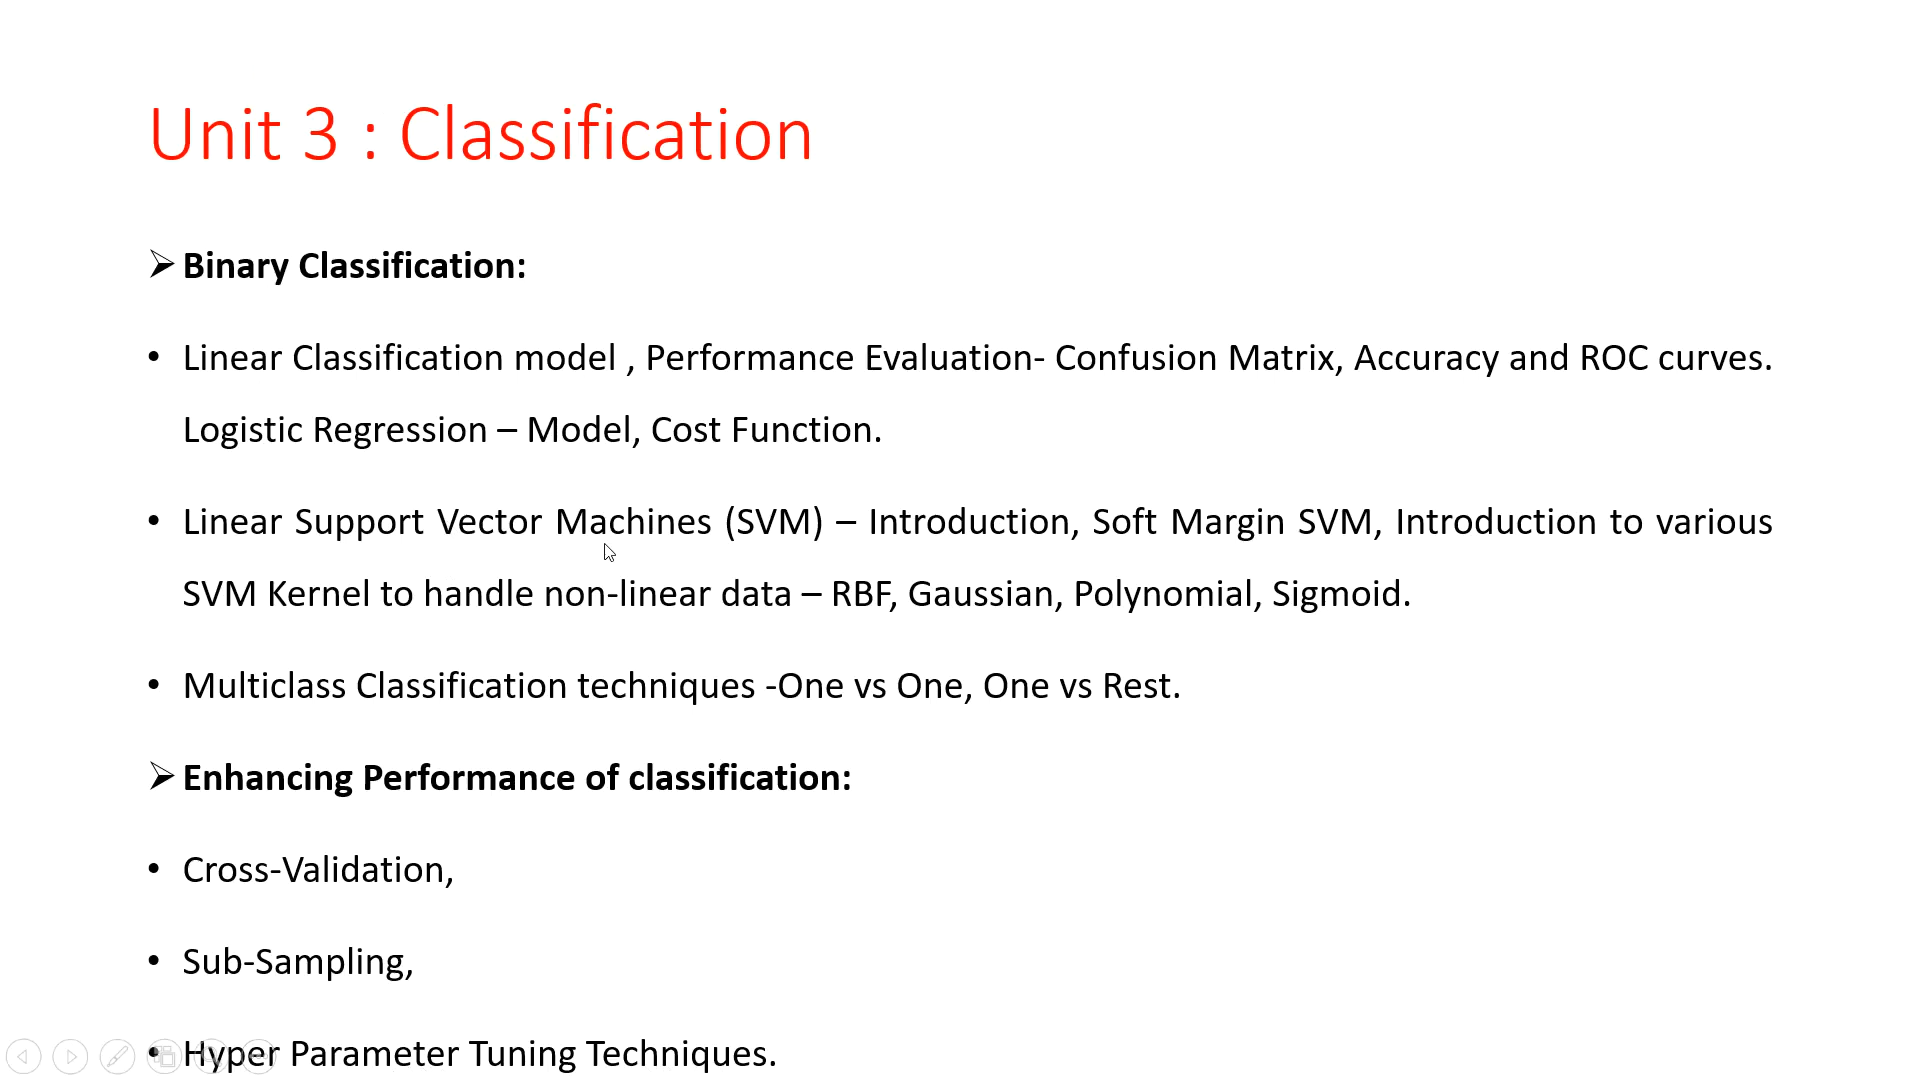 Unit 3 : Classification
Binary Classification:
• Linear Classification model , Performance Evaluation- Confusion Matrix, Accuracy and ROC curves.
Logistic Regression – Model, Cost Function.
• Linear Support Vector Machines (SVM) – Introduction, Soft Margin SVM, Introduction to various
SVM Kernel to handle non-linear data – RBF, Gaussian, Polynomial, Sigmoid.
• Multiclass Classification techniques -One vs One, One vs Rest.
Enhancing Performance of classification:
• Cross-Validation,
• Sub-Sampling,
• Hyper Parameter Tuning Techniques.